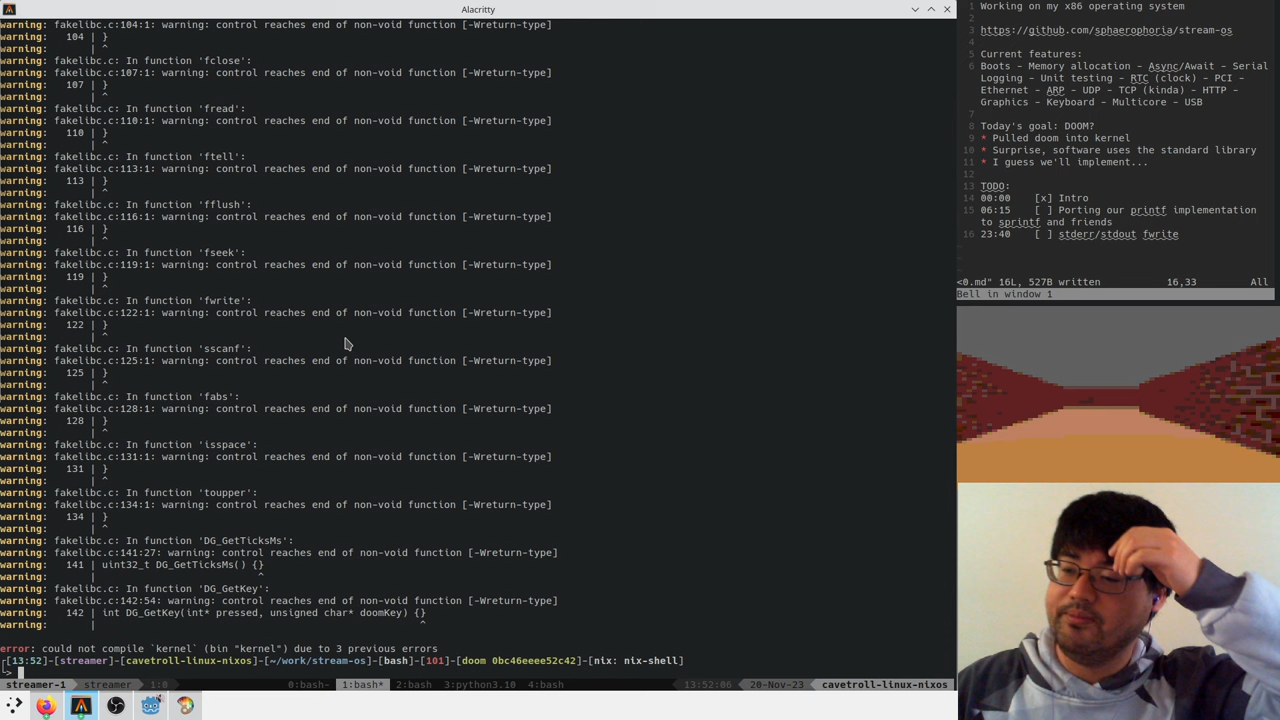 Alacritty
warning: fakelibc.c:104:1: warning: control reaches end of non-void function [-Wreturn-type]
warning:   104 | }
warning:       | ^
warning: fakelibc.c: In function 'fclose':
warning: fakelibc.c:107:1: warning: control reaches end of non-void function [-Wreturn-type]
warning:   107 | }
warning:       | ^
warning: fakelibc.c: In function 'fread':
warning: fakelibc.c:110:1: warning: control reaches end of non-void function [-Wreturn-type]
warning:   110 | }
warning:       | ^
warning: fakelibc.c: In function 'ftell':
warning: fakelibc.c:113:1: warning: control reaches end of non-void function [-Wreturn-type]
warning:   113 | }
warning:       | ^
warning: fakelibc.c: In function 'fflush':
warning: fakelibc.c:116:1: warning: control reaches end of non-void function [-Wreturn-type]
warning:   116 | }
warning:       | ^
warning: fakelibc.c: In function 'fseek':
warning: fakelibc.c:119:1: warning: control reaches end of non-void function [-Wreturn-type]
warning:   119 | }
warning:       | ^
warning: fakelibc.c: In function 'fwrite':
warning: fakelibc.c:122:1: warning: control reaches end of non-void function [-Wreturn-type]
warning:   122 | }
warning:       | ^
warning: fakelibc.c: In function 'sscanf':
warning: fakelibc.c:125:1: warning: control reaches end of non-void function [-Wreturn-type]
warning:   125 | }
warning:       | ^
warning: fakelibc.c: In function 'fabs':
warning: fakelibc.c:128:1: warning: control reaches end of non-void function [-Wreturn-type]
warning:   128 | }
warning:       | ^
warning: fakelibc.c: In function 'isspace':
warning: fakelibc.c:131:1: warning: control reaches end of non-void function [-Wreturn-type]
warning:   131 | }
warning:       | ^
warning: fakelibc.c: In function 'toupper':
warning: fakelibc.c:134:1: warning: control reaches end of non-void function [-Wreturn-type]
warning:   134 | }
warning:       | ^
warning: fakelibc.c: In function 'DG_GetTicksMs':
warning: fakelibc.c:141:27: warning: control reaches end of non-void function [-Wreturn-type]
warning:   141 | uint32_t DG_GetTicksMs() {}
warning:       |                           ^
warning: fakelibc.c: In function 'DG_GetKey':
warning: fakelibc.c:142:54: warning: control reaches end of non-void function [-Wreturn-type]
warning:   142 | int DG_GetKey(int* pressed, unsigned char* doomKey) {}
warning:       |                                                      ^
error: could not compile `kernel` (bin "kernel") due to 3 previous errors
[13:52]-[streamer]-[cavetroll-linux-nixos]-[~/work/stream-os]-[bash]-[101]-[doom 0bc46eeee52c42]-[nix: nix-shell]
>
streamer-1 streamer 1:0 0:bash- 1:bash* 2:bash 3:python3.10 4:bash 13:52:06 20-Nov-23 cavetroll-linux-nixos
1 Working on my x86 operating system
2
3 https://github.com/sphaerophoria/stream-os
4
5 Current features:
6 Boots - Memory allocation - Async/Await - Serial
Logging - Unit testing - RTC (clock) - PCI -
Ethernet - ARP - UDP - TCP (kinda) - HTTP -
Graphics - Keyboard - Multicore - USB
7
8 Today's goal: DOOM?
9 * Pulled doom into kernel
10 * Surprise, software uses the standard library
11 * I guess we'll implement...
12
13 TODO:
14 00:00 [x] Intro
15 06:15 [ ] Porting our printf implementation
to sprintf and friends
16 23:40 [ ] stderr/stdout fwrite
~
~
<0.md" 16L, 527B written 16,33 All
Bell in window 1